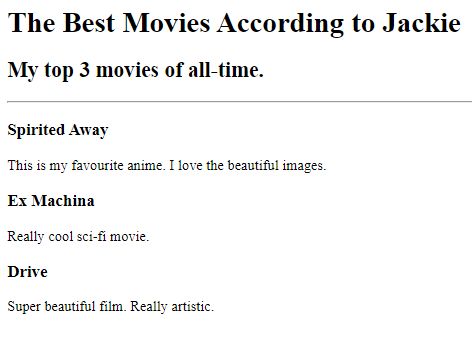 The Best Movies According to Jackie
My top 3 movies of all-time.
Spirited Away
This is my favourite anime. I love the beautiful images.
Ex Machina
Really cool sci-fi movie.
Drive
Super beautiful film. Really artistic.